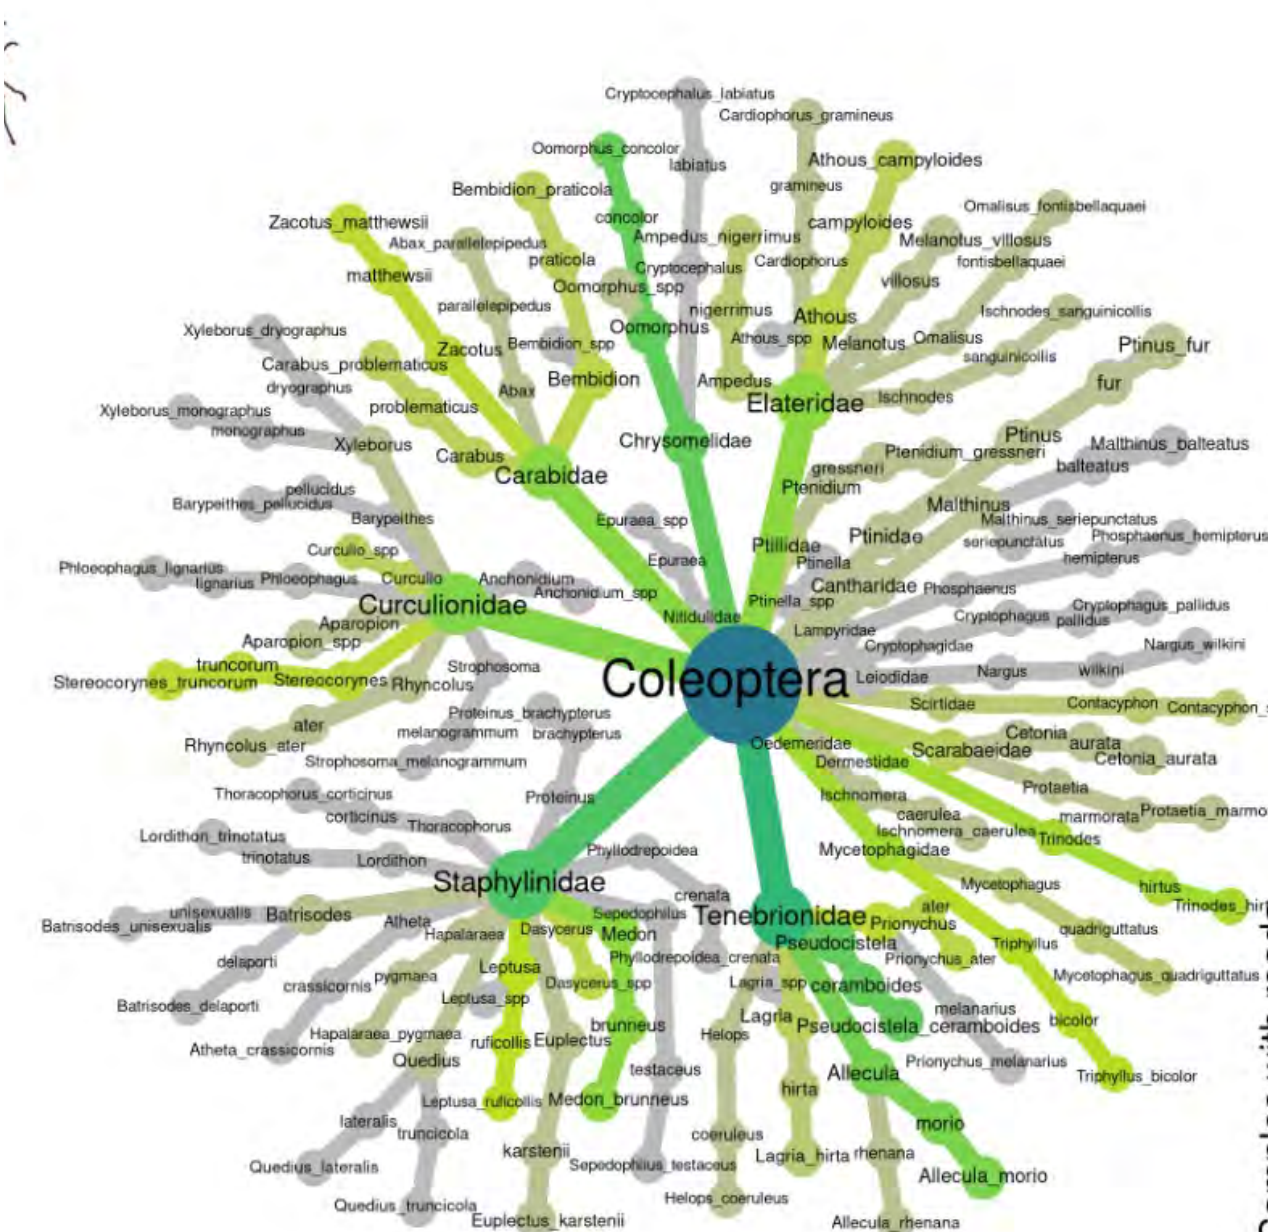 Cryptocephalus_labiatus
Cardiophorus_gramineus
Oomorphus_concolor
labiatus
Athous_campyloides
Bembidion_praticola
gramineus
Omalisus_fontisbellaquaei
Zacotus_matthewsii
concolor
campyloides
Abax_parallelepipedus
Ampedus_nigerrimus
Melanotus_villosus
praticola
Cryptocephalus
Cardiophorus
fontisbellaquaei
matthewsii
Oomorphus_spp
villosus
parallelepipedus
nigerrimus
Athous
Ischnodes_sanguinicollis
Xyleborus_dryographus
Oomorphus
Bembidion_spp
Athous_spp
Melanotus
Omalisus
Zacotus
sanguinicollis
Ptinus_fur
Carabus_problematicus
dryographus
Bembidion
Ampedus
fur
Abax
Elateridae
Ischnodes
Xyleborus_monographus
problematicus
monographus
Xyleborus
Chrysomelidae
Ptinus
Malthinus_balteatus
Carabus
Ptenidium_gressneri
balteatus
Carabidae
gressneri
Ptenidium
pellucidus
Barypeithes_pellucidus
Malthinus
Barypeithes
Epuraea_spp
Malthinus_seriepunctatus
Ptinidae
seriepunctatus
Phosphaenus_hemipterus
Curculio_spp
Ptiliidae
hemipterus
Epuraea
Ptinella
Phloeophagus_lignarius
lignarius
Phloeophagus
Curculio
Anchonidium
Anchonidium_spp
Cantharidae
Phosphaenus
Curculionidae
Ptinella_spp
Cryptophagus_pallidus
Cryptophagus
pallidus
Nitidulidae
Aparopion
Lampyridae
Aparopion_spp
Cryptophagidae
Nargus_wilkini
truncorum
Strophosoma
Stereocorynes_truncorum
Stereocorynes
Rhyncolus
Coleoptera
Leiodidae
Nargus
wilkini
Scirtidae
Contacyphon
Contacyphon_s
Proteinus_brachypterus
ater
melanogrammum
brachypterus
Rhyncolus_ater
Oedemeridae
Scarabaeidae
Cetonia
aurata
Strophosoma_melanogrammum
Dermestidae
Cetonia_aurata
Thoracophorus_corticinus
Proteinus
Ischnomera
Protaetia
corticinus
Thoracophorus
caerulea
marmorata
Protaetia_marmo
Lordithon_trinotatus
Ischnomera_caerulea
Trinodes
trinotatus
Lordithon
Phyllodrepoidea
Mycetophagidae
Staphylinidae
Mycetophagus
hirtus
crenata
Trinodes_hirt
unisexualis
Batrisodes
Sepedophilus
Tenebrionidae
ater
Batrisodes_unisexualis
Atheta
Hapalaraea
Dasycerus
Medon
Prionychus
quadriguttatus
Pseudocistela
Triphyllus
delaporti
Leptusa
Phyllodrepoidea_crenata
Prionychus_ater
pygmaea
Mycetophagus_quadriguttatus
crassicornis
Dasycerus_spp
Lagria_spp
ceramboides
Batrisodes_delaporti
Leptusa_spp
melanarius
Lagria
bicolor
brunneus
Pseudocistela_ceramboides
Hapalaraea_pygmaea
ruficollis
Euplectus
Helops
Atheta_crassicornis
Quedius
testaceus
Allecula
Prionychus_melanarius
Triphyllus_bicolor
hirta
Leptusa_ruficollis
Medon_brunneus
lateralis
truncicola
coeruleus
morio
karstenii
Lagria_hirta
rhenana
Quedius_lateralis
Sepedophilus_testaceus
Allecula_morio
Quedius_truncicola
Helops_coeruleus
Euplectus_karstenii
Allecula_rhenana